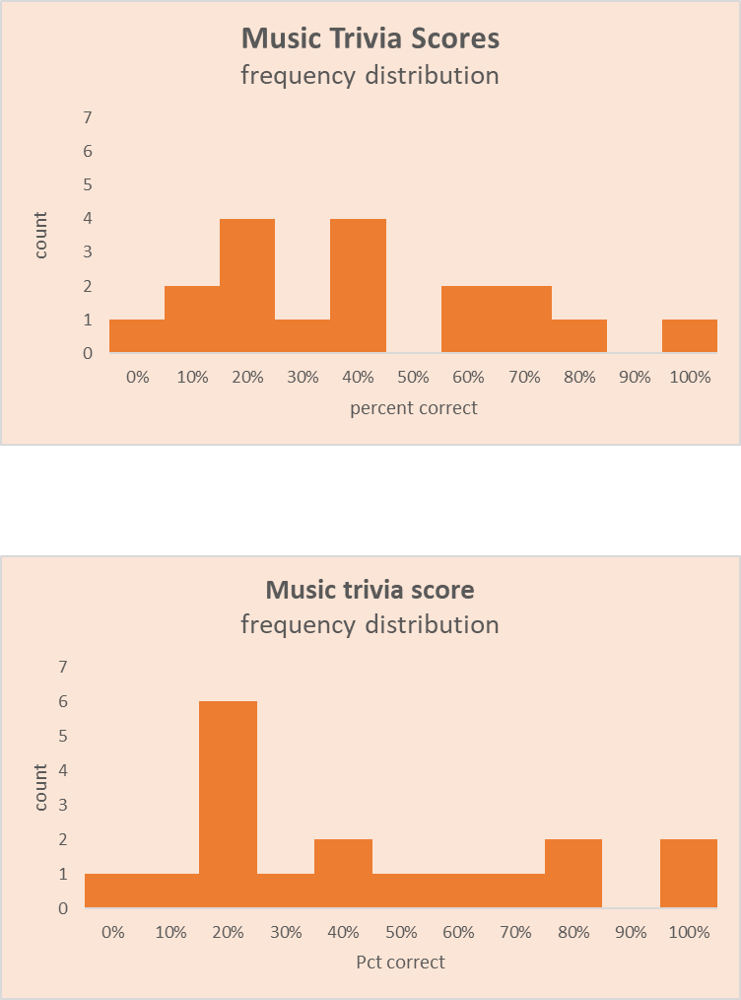 Music Trivia Scores
frequency distribution
7
6
5
4
3
2
1
0
count
0% 10% 20% 30% 40% 50% 60% 70% 80% 90% 100%
percent correct
Music trivia score
frequency distribution
7
6
5
4
3
2
1
0
count
0% 10% 20% 30% 40% 50% 60% 70% 80% 90% 100%
Pct correct